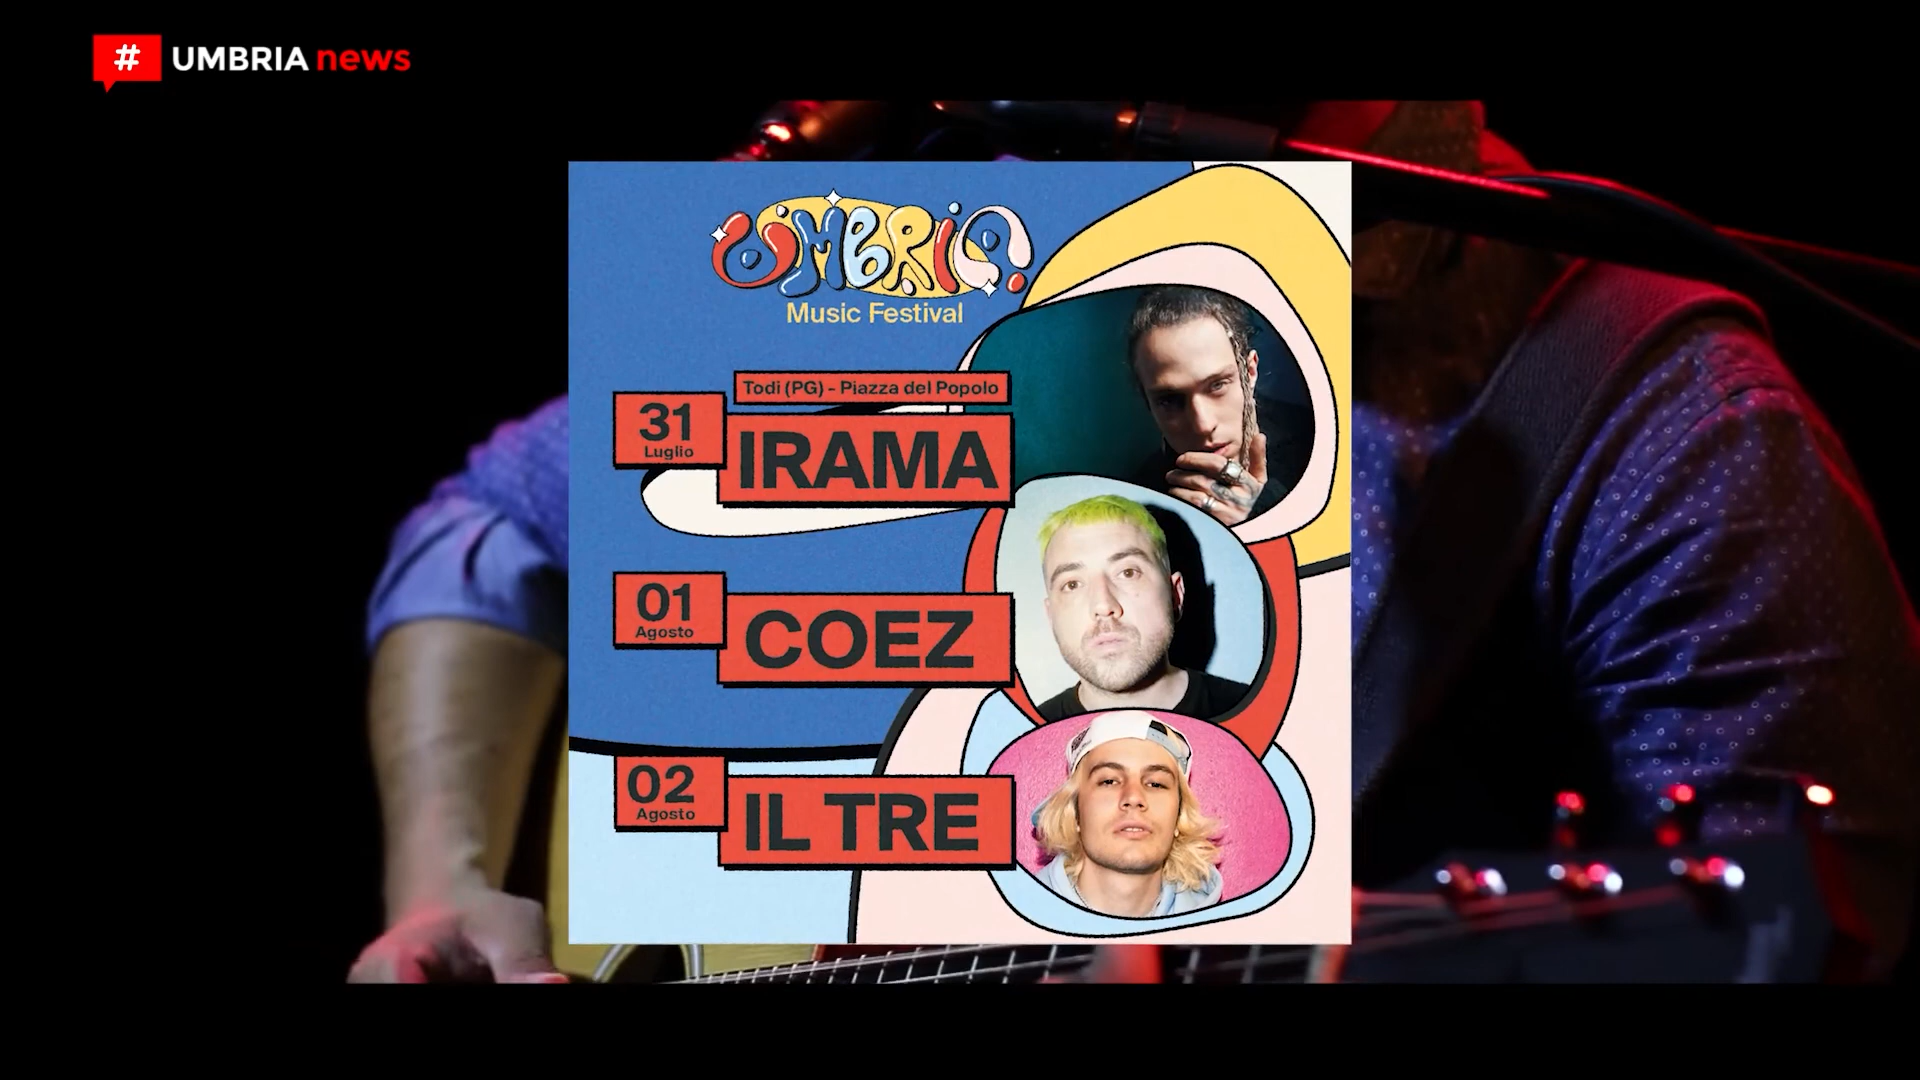 # UMBRIA news
UMBRIA
Music Festival
Todi (PG) - Piazza del Popolo
31
Luglio
IRAMA
01
Agosto
COEZ
02
Agosto
IL TRE